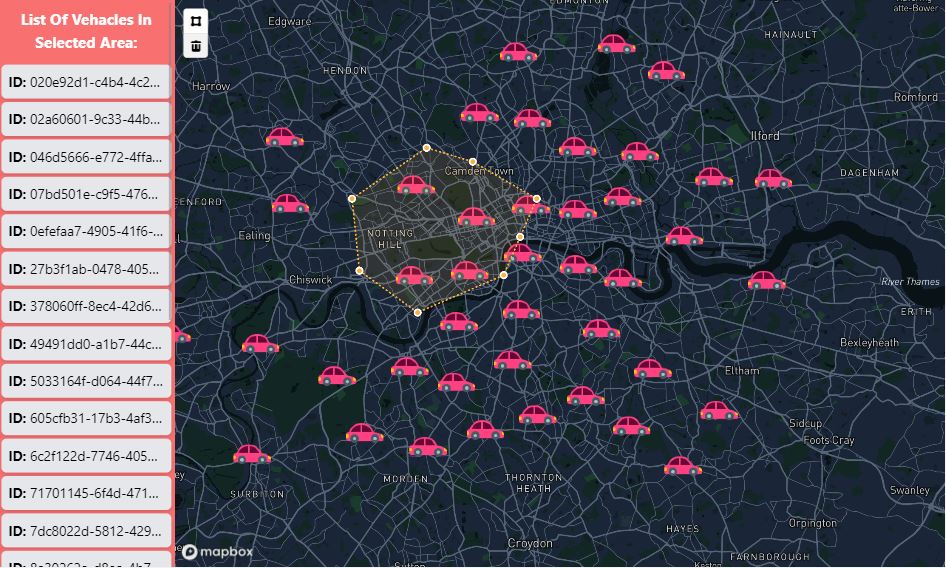 List Of Vehacles In
Selected Area:
ID: 020e92d1-c4b4-4c2...
ID: 02a60601-9c33-44b...
ID: 046d5666-e772-4ffa...
ID: 07bd501e-c9f5-476...
ID: 0efefaa7-4905-41f6-...
ID: 27b3f1ab-0478-405...
ID: 378060ff-8ec4-42d6...
ID: 49491dd0-a1b7-44c...
ID: 5033164f-d064-44f7...
ID: 605cfb31-17b3-4af3...
ID: 6c2f122d-7746-405...
ID: 71701145-6f4d-471...
ID: 7dc8022d-5812-429...
EDMONTON
Edgware
atte-Bower
HAINAULT
HENDON
Harrow
Romford
Ilford
Camden Town
DAGENHAM
EENFORD
Ealing
NOTTING
HILL
Chiswick
River Thames
ERITH
Bexleyheath
Eltham
Sidcup
Foots Cray
MORDEN
THORNTON
HEATH
SURBITON
Swanley
Orpington
HAYES
Croydon
mapbox
FARNBOROUGH